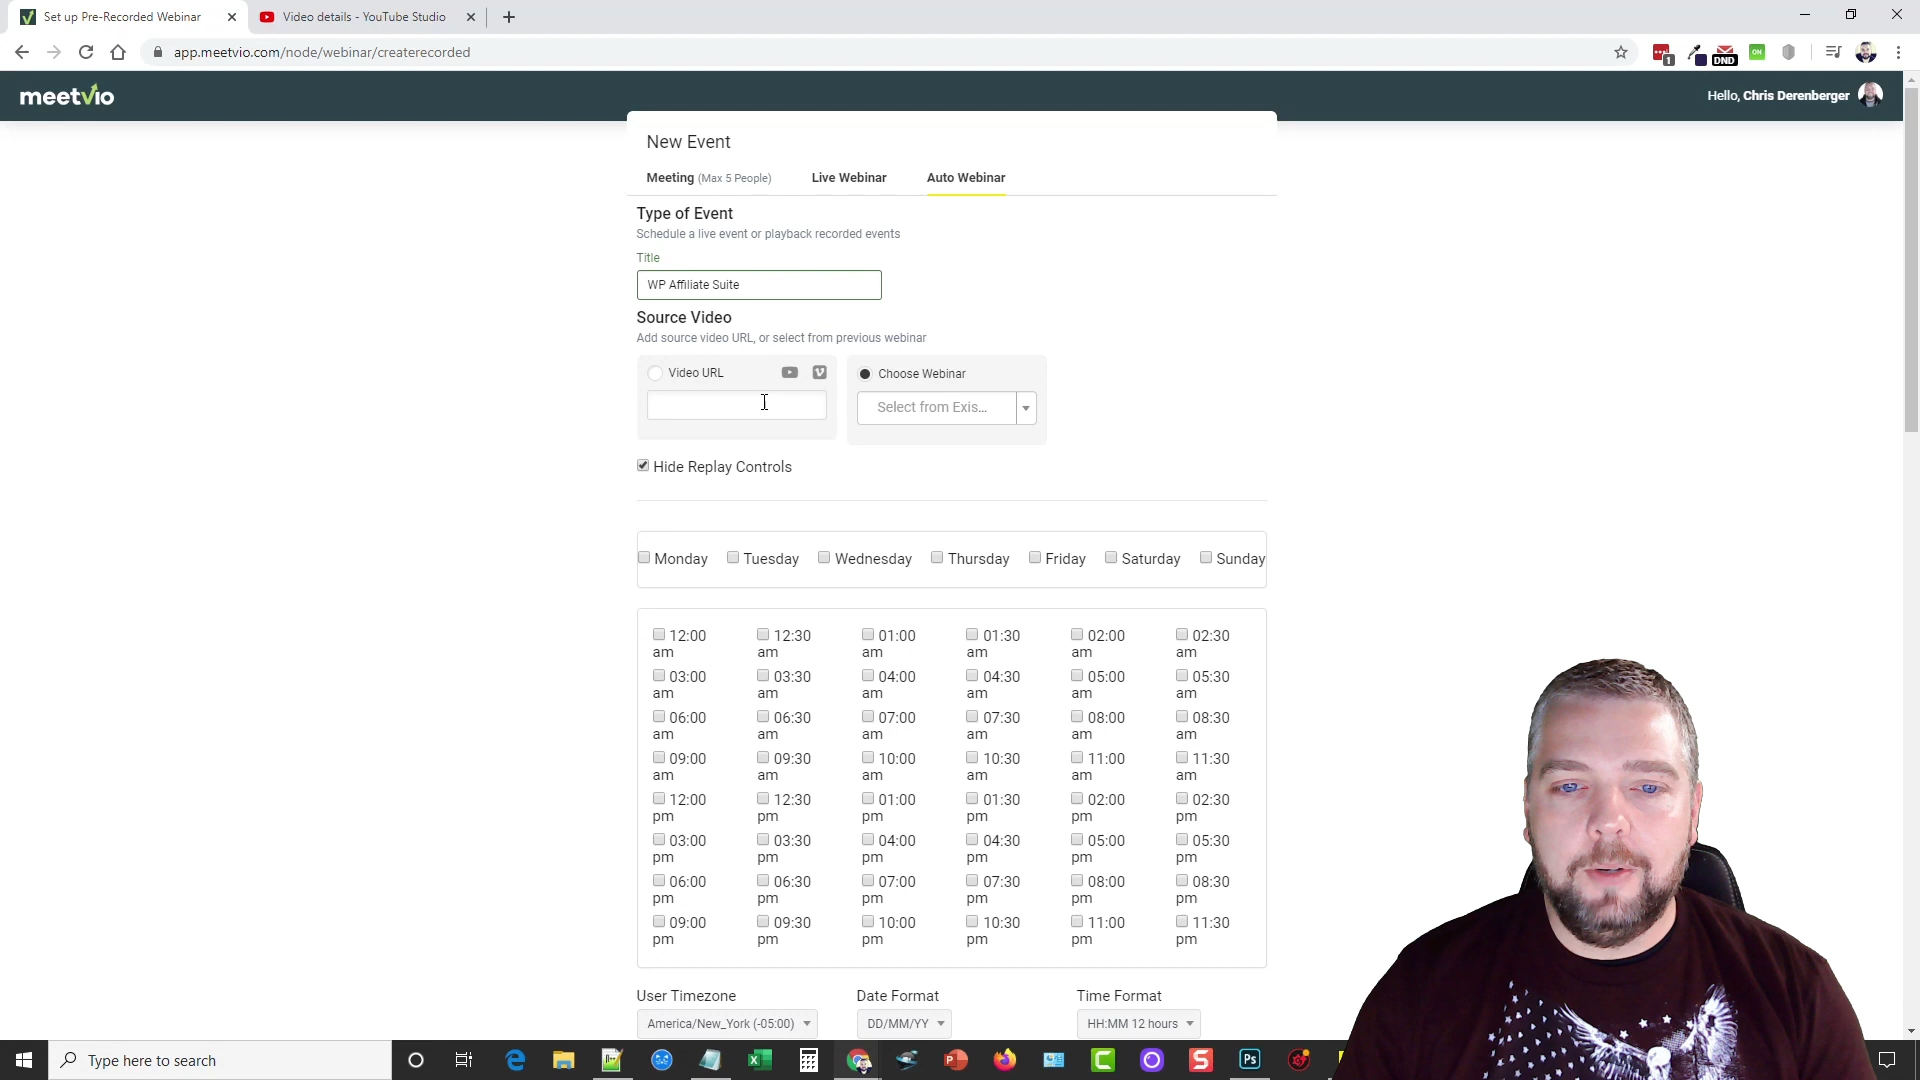 Set up Pre-Recorded Webinar
Video details - YouTube Studio
app.meetvio.com/node/webinar/createrecorded
1
DND
ON
meetvio
Hello, Chris Derenberger
New Event
Meeting (Max 5 People) Live Webinar Auto Webinar
Type of Event
Schedule a live event or playback recorded events
Title
WP Affiliate Suite
Source Video
Add source video URL, or select from previous webinar
Video URL
Choose Webinar
Select from Exis...
Hide Replay Controls
Monday Tuesday Wednesday Thursday Friday Saturday Sunday
12:00 am 12:30 am 01:00 am 01:30 am 02:00 am 02:30 am
03:00 am 03:30 am 04:00 am 04:30 am 05:00 am 05:30 am
06:00 am 06:30 am 07:00 am 07:30 am 08:00 am 08:30 am
09:00 am 09:30 am 10:00 am 10:30 am 11:00 am 11:30 am
12:00 pm 12:30 pm 01:00 pm 01:30 pm 02:00 pm 02:30 pm
03:00 pm 03:30 pm 04:00 pm 04:30 pm 05:00 pm 05:30 pm
06:00 pm 06:30 pm 07:00 pm 07:30 pm 08:00 pm 08:30 pm
09:00 pm 09:30 pm 10:00 pm 10:30 pm 11:00 pm 11:30 pm
User Timezone Date Format Time Format
America/New_York (-05:00) DD/MM/YY HH:MM 12 hours
Type here to search
Ps